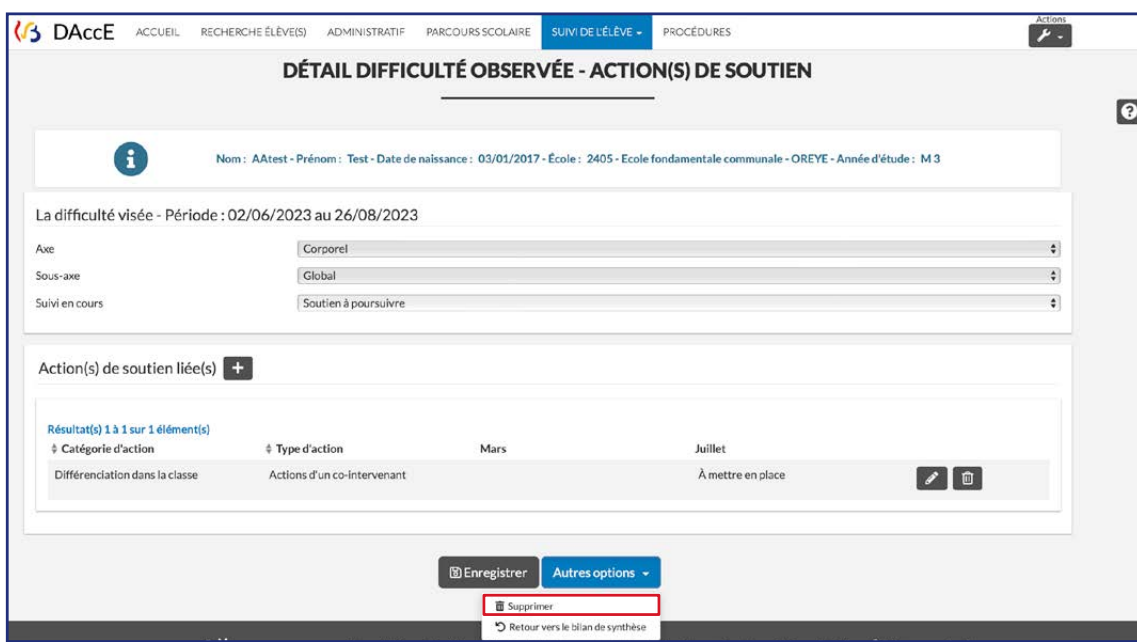 Actions
DAccE ACCUEIL RECHERCHE ÉLÈVE(S) ADMINISTRATIF PARCOURS SCOLAIRE SUIVI DE L'ÉLÈVE PROCÉDURES
DÉTAIL DIFFICULTÉ OBSERVÉE - ACTION(S) DE SOUTIEN
Nom : AAtest - Prénom : Test - Date de naissance : 03/01/2017 - École : 2405 - Ecole fondamentale communale - OREYE - Année d'étude : M 3
La difficulté visée - Période : 02/06/2023 au 26/08/2023
Axe Corporel
Sous-axe Global
Suivi en cours Soutien à poursuivre
Action(s) de soutien liée(s) +
Résultat(s) 1 à 1 sur 1 élément(s)
Catégorie d'action Type d'action Mars Juillet
Différenciation dans la classe Actions d'un co-intervenant À mettre en place
Enregistrer Autres options
Supprimer
Retour vers le bilan de synthèse